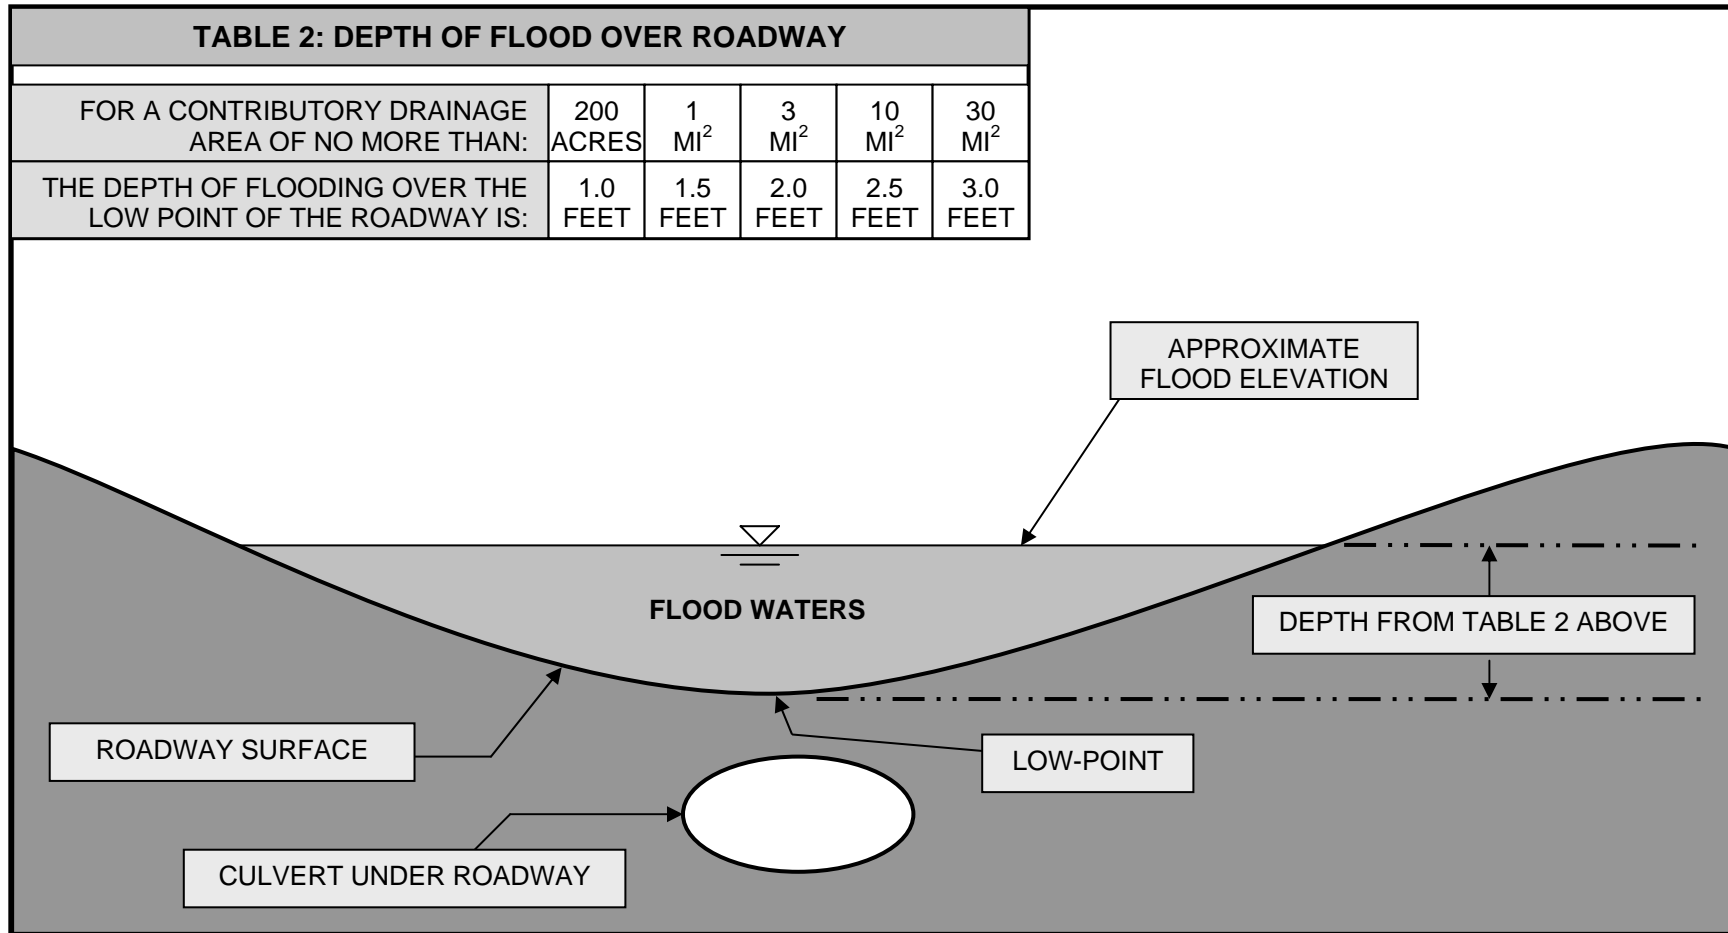 TABLE 2: DEPTH OF FLOOD OVER ROADWAY
FOR A CONTRIBUTORY DRAINAGE
AREA OF NO MORE THAN:
200
ACRES
1
MI²
3
MI²
10
MI²
30
MI²
THE DEPTH OF FLOODING OVER THE
LOW POINT OF THE ROADWAY IS:
1.0
FEET
1.5
FEET
2.0
FEET
2.5
FEET
3.0
FEET
APPROXIMATE
FLOOD ELEVATION
FLOOD WATERS
DEPTH FROM TABLE 2 ABOVE
ROADWAY SURFACE
LOW-POINT
CULVERT UNDER ROADWAY